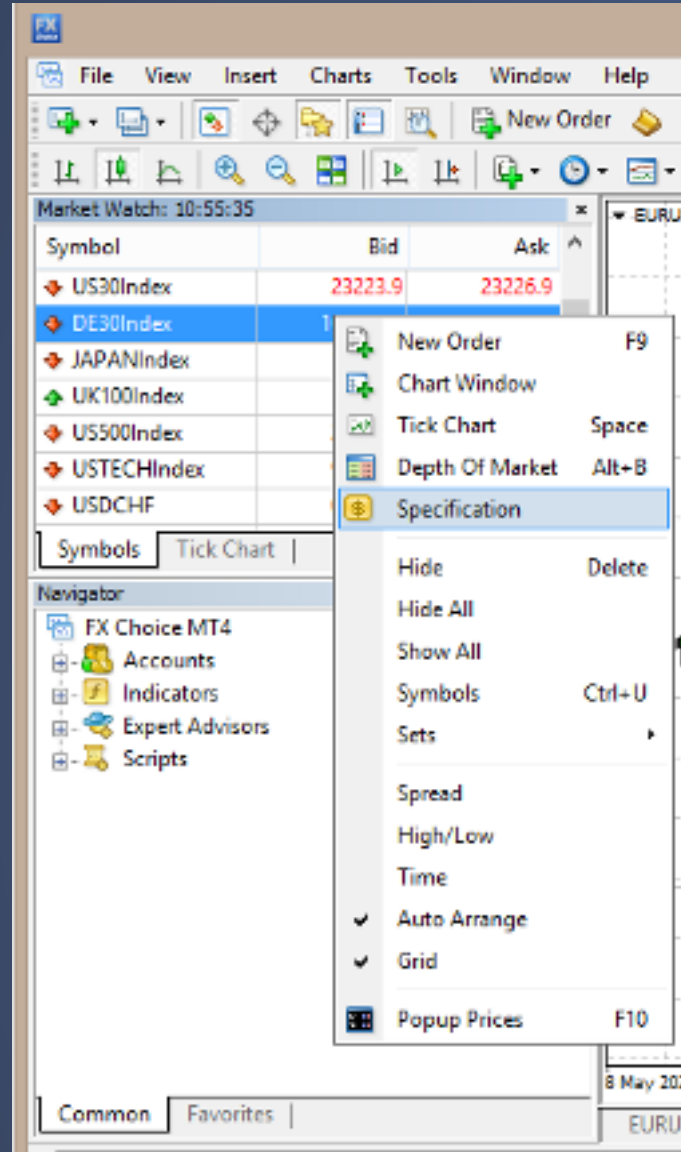 FX
File View Insert Charts Tools Window Help
New Order
Market Watch: 10:55:35
Symbol Bid Ask
US30Index 23223.9 23226.9
DE30Index
JAPANIndex
UK100Index
US500Index
USTECHIndex
USDCHF
Symbols Tick Chart
New Order F9
Chart Window
Tick Chart Space
Depth Of Market Alt+B
Specification
Hide Delete
Hide All
Show All
Symbols Ctrl+U
Sets
Spread
High/Low
Time
Auto Arrange
Grid
Popup Prices F10
Navigator
FX Choice MT4
Accounts
Indicators
Expert Advisors
Scripts
Common Favorites
EURU
8 May 202
EURU